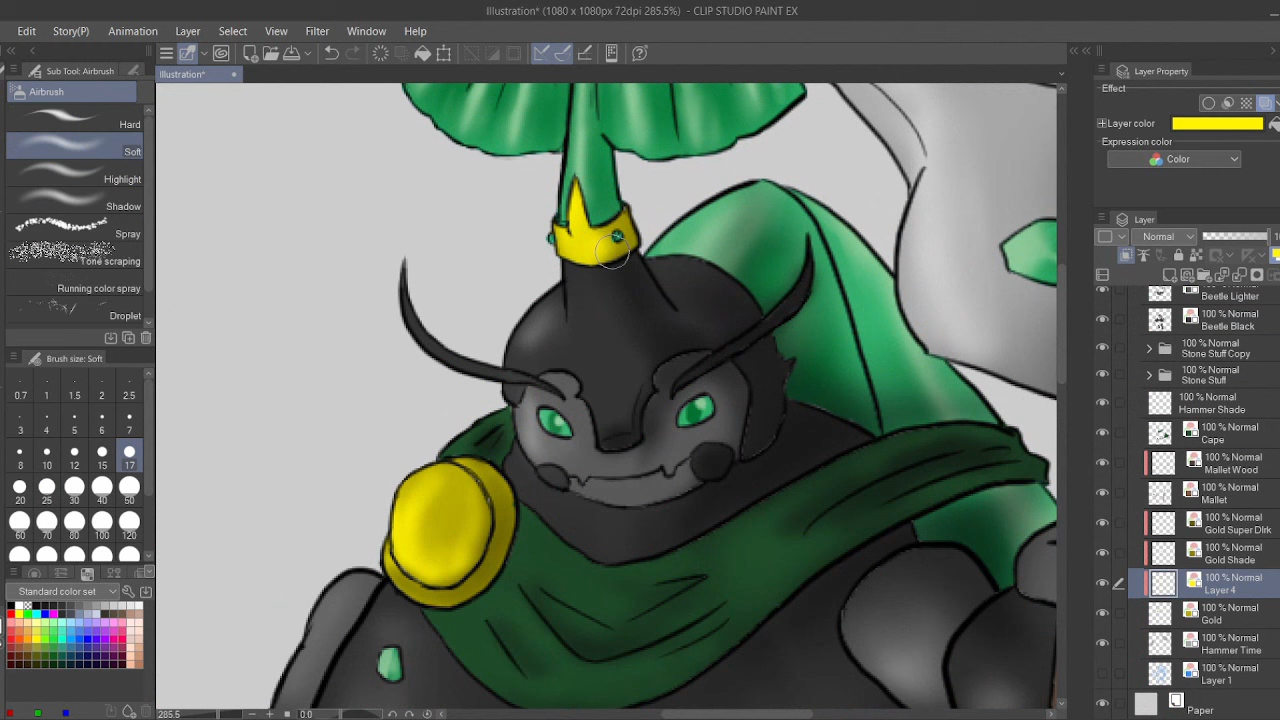 Illustration* (1080 x 1080px 72dpi 285.5%) - CLIP STUDIO PAINT EX
Edit Story(P) Animation Layer Select View Filter Window Help
Sub Tool: Airbrush
Illustration*
Airbrush
Hard
Soft
Highlight
Shadow
Spray
Tone scraping
Running color spray
Droplet
Brush size: Soft
0.7 1 1.5 2 2.5
3 4 5 6 7
8 10 12 15 17
20 25 30 40 50
60 70 80 100 120
Standard color set
285.5
0.0
Layer Property
Effect
Layer color
Expression color
Color
Layer
Normal
Beetle Lighter
100 % Normal
Beetle Black
100 % Normal
Stone Stuff Copy
100 % Normal
Stone Stuff
100 % Normal
Hammer Shade
100 % Normal
Cape
100 % Normal
Mallet Wood
100 % Normal
Mallet
100 % Normal
Gold Super DIrk
100 % Normal
Gold Shade
100 % Normal
Layer 4
100 % Normal
Gold
100 % Normal
Hammer Time
100 % Normal
Layer 1
Paper